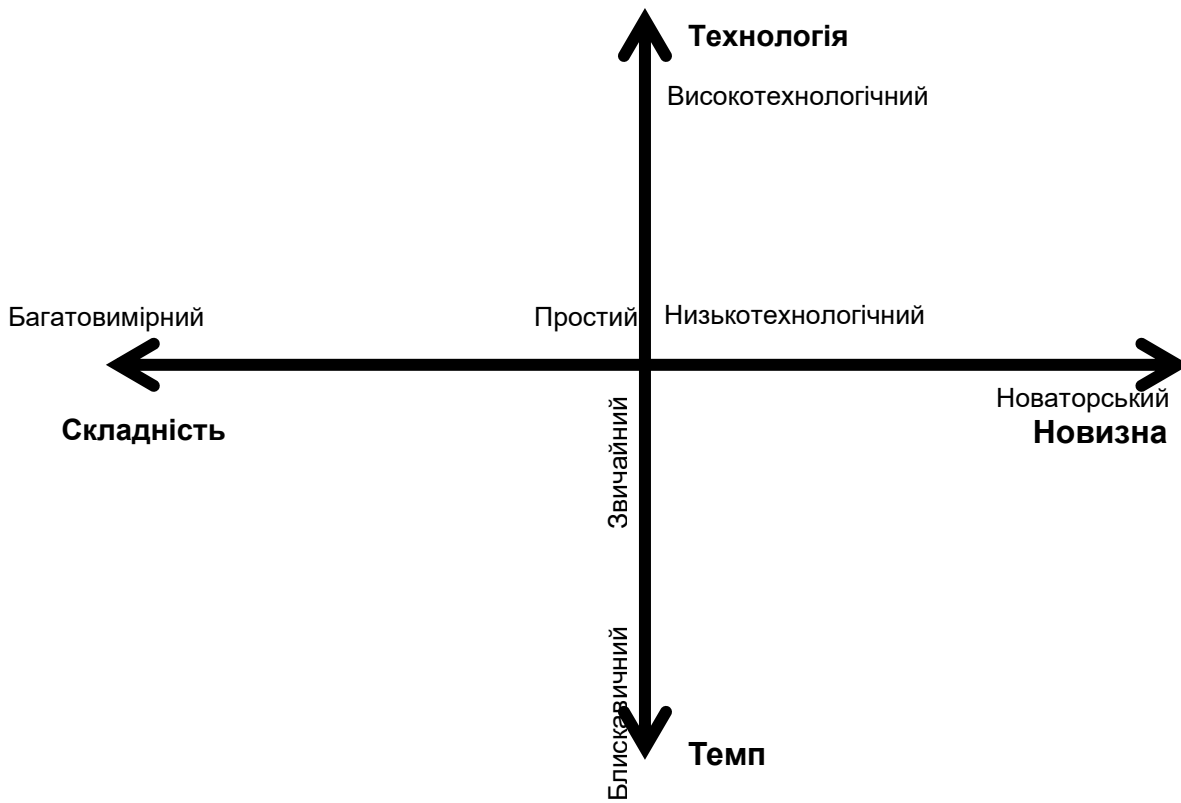 Технологія
Високотехнологічний
Багатовимірний
Простий
Низькотехнологічний
Новаторський
Складність
Новизна
Звичайний
Блискавичний
Темп